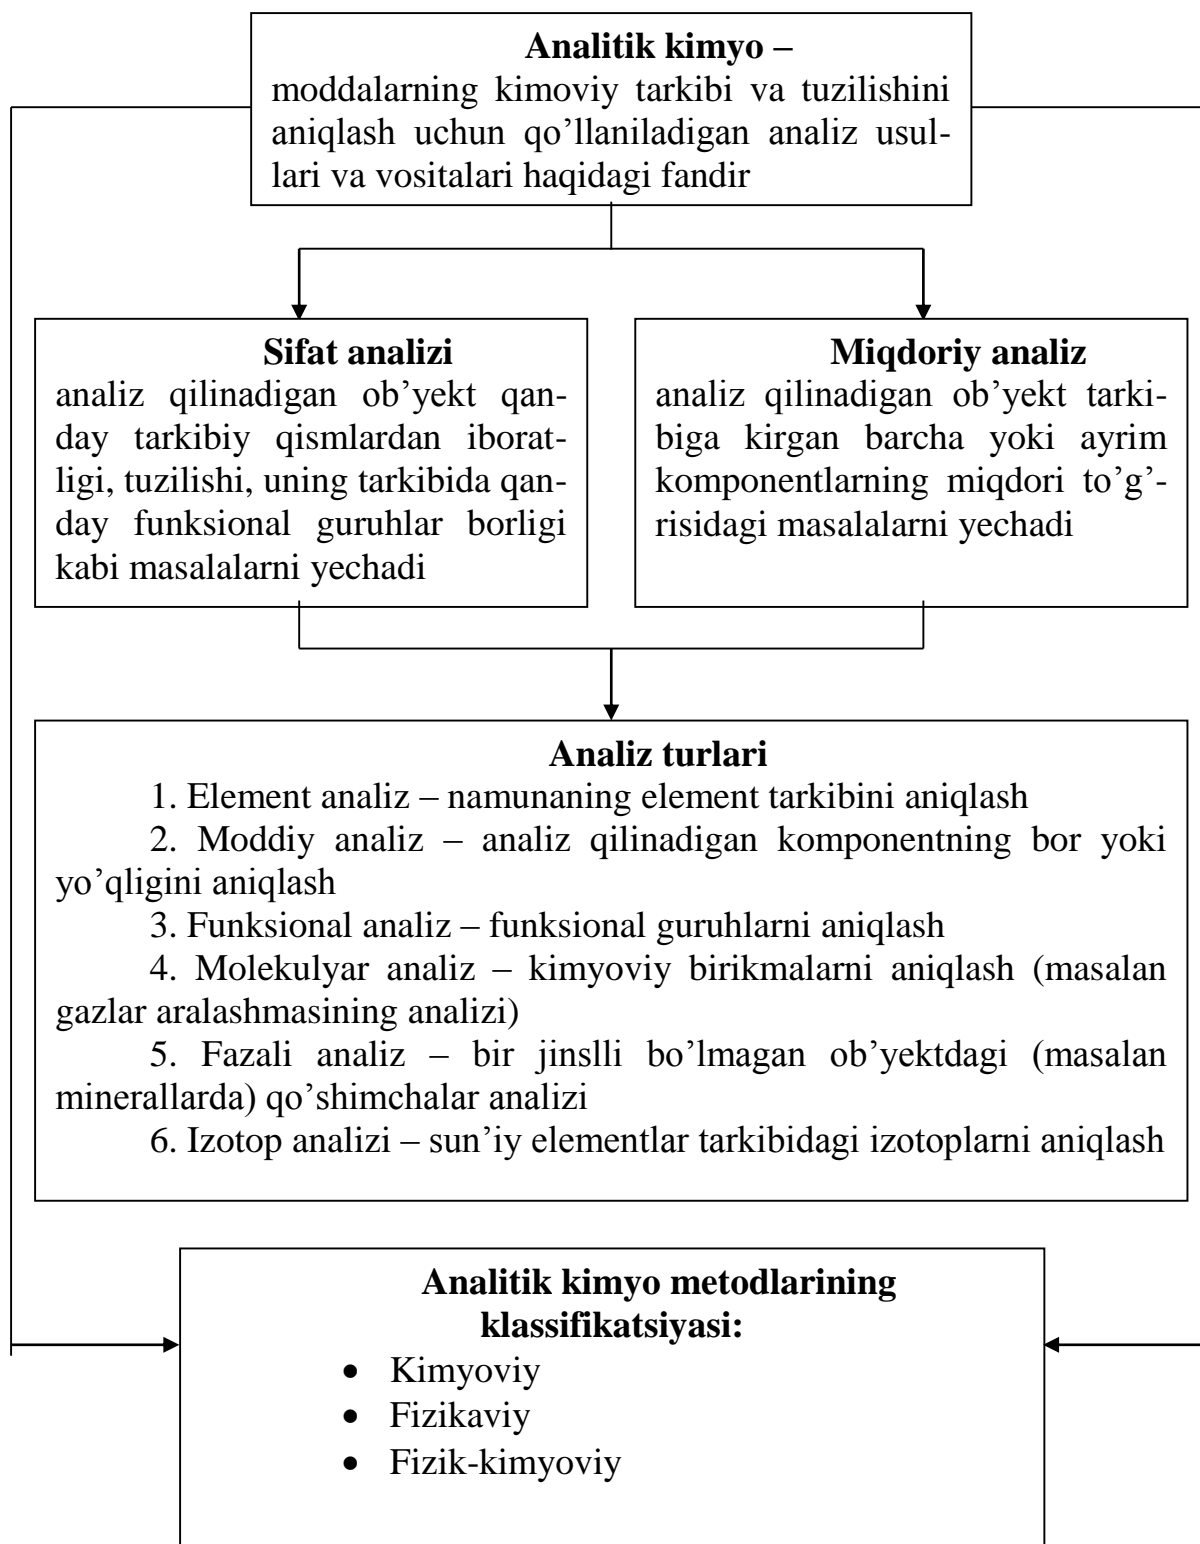 Analitik kimyo –
moddalarning kimoviy tarkibi va tuzilishini
aniqlash uchun qo’llaniladigan analiz usul-
lari va vositalari haqidagi fandir
Sifat analizi
analiz qilinadigan ob’yekt qan-
day tarkibiy qismlardan iborat-
ligi, tuzilishi, uning tarkibida qan-
day funksional guruhlar borligi
kabi masalalarni yechadi
Miqdoriy analiz
analiz qilinadigan ob’yekt tarki-
biga kirgan barcha yoki ayrim
komponentlarning miqdori to’g’-
risidagi masalalarni yechadi
Analiz turlari
1. Element analiz – namunaning element tarkibini aniqlash
2. Moddiy analiz – analiz qilinadigan komponentning bor yoki
yo’qligini aniqlash
3. Funksional analiz – funksional guruhlarni aniqlash
4. Molekulyar analiz – kimyoviy birikmalarni aniqlash (masalan
gazlar aralashmasining analizi)
5. Fazali analiz – bir jinslli bo’lmagan ob’yektdagi (masalan
minerallarda) qo’shimchalar analizi
6. Izotop analizi – sun’iy elementlar tarkibidagi izotoplarni aniqlash
Analitik kimyo metodlarining
klassifikatsiyasi:
• Kimyoviy
• Fizikaviy
• Fizik-kimyoviy